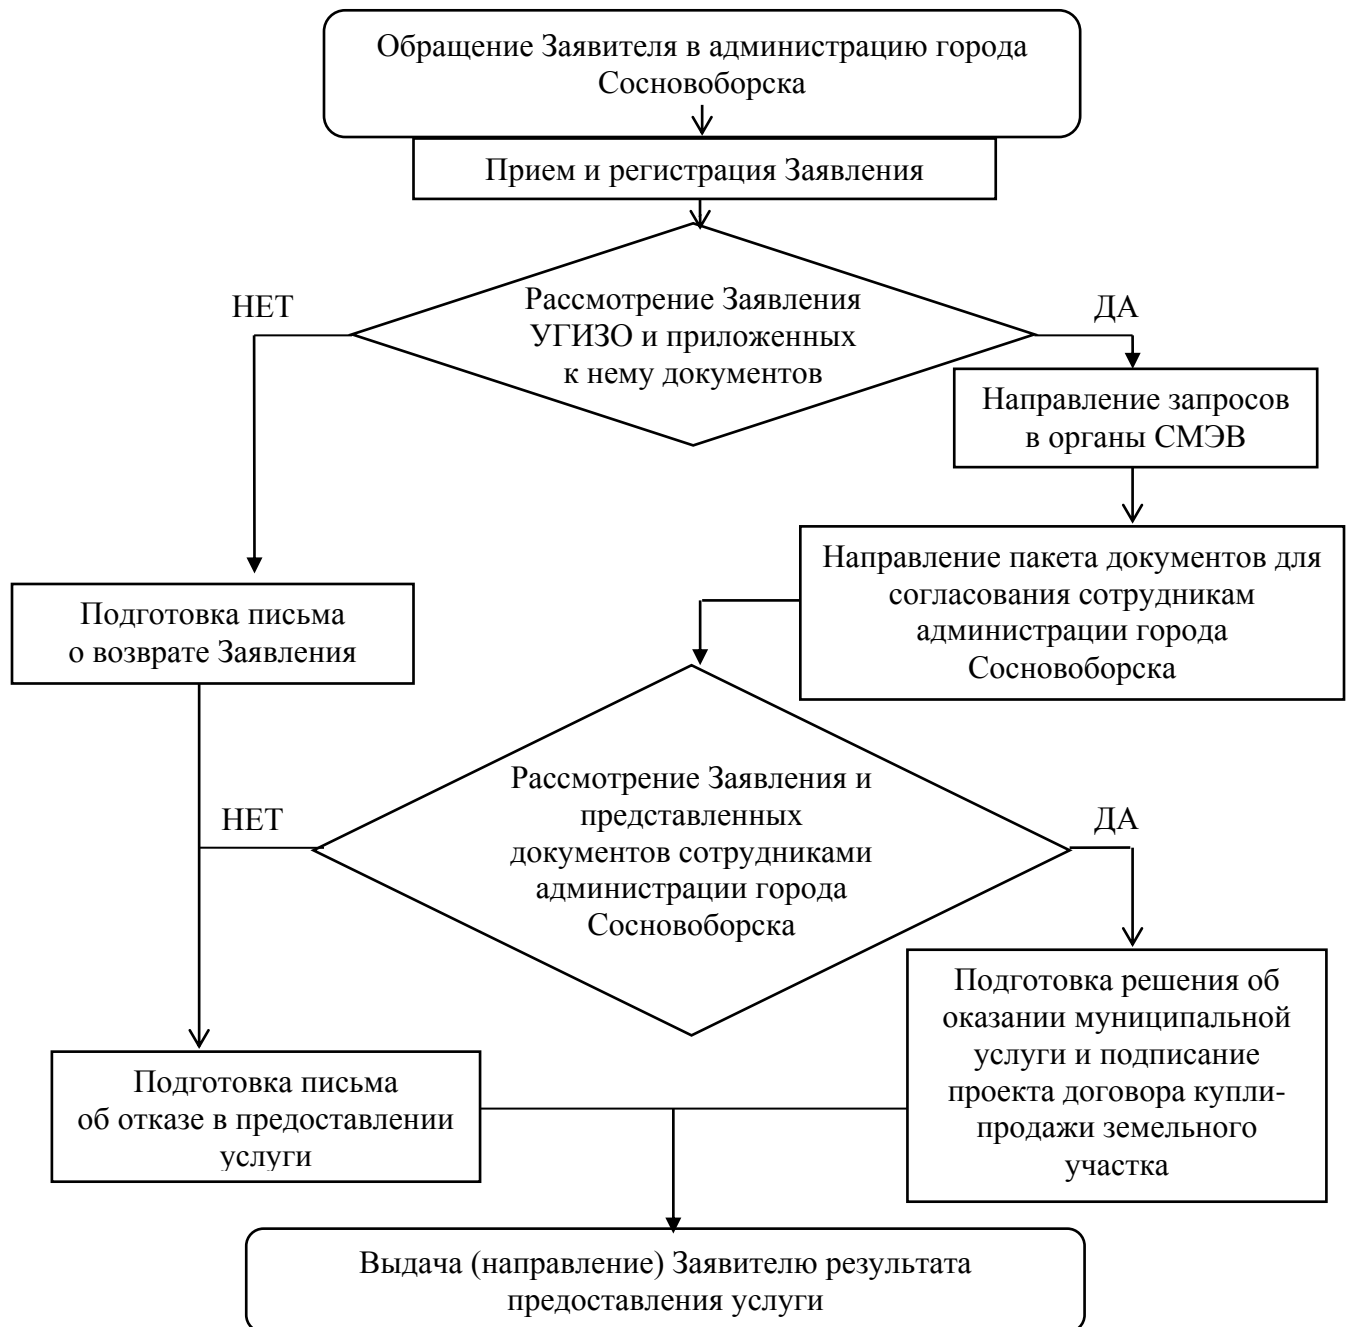 Обращение Заявителя в администрацию города
Сосновоборска
Прием и регистрация Заявления
НЕТ
Рассмотрение Заявления
УГИЗО и приложенных
к нему документов
ДА
Направление запросов
в органы СМЭВ
Направление пакета документов для
согласования сотрудникам
администрации города
Сосновоборска
Подготовка письма
о возврате Заявления
НЕТ
Рассмотрение Заявления и
представленных
документов сотрудниками
администрации города
Сосновоборска
ДА
Подготовка решения об
оказании муниципальной
услуги и подписание
проекта договора купли-
продажи земельного
участка
Подготовка письма
об отказе в предоставлении
услуги
Выдача (направление) Заявителю результата
предоставления услуги